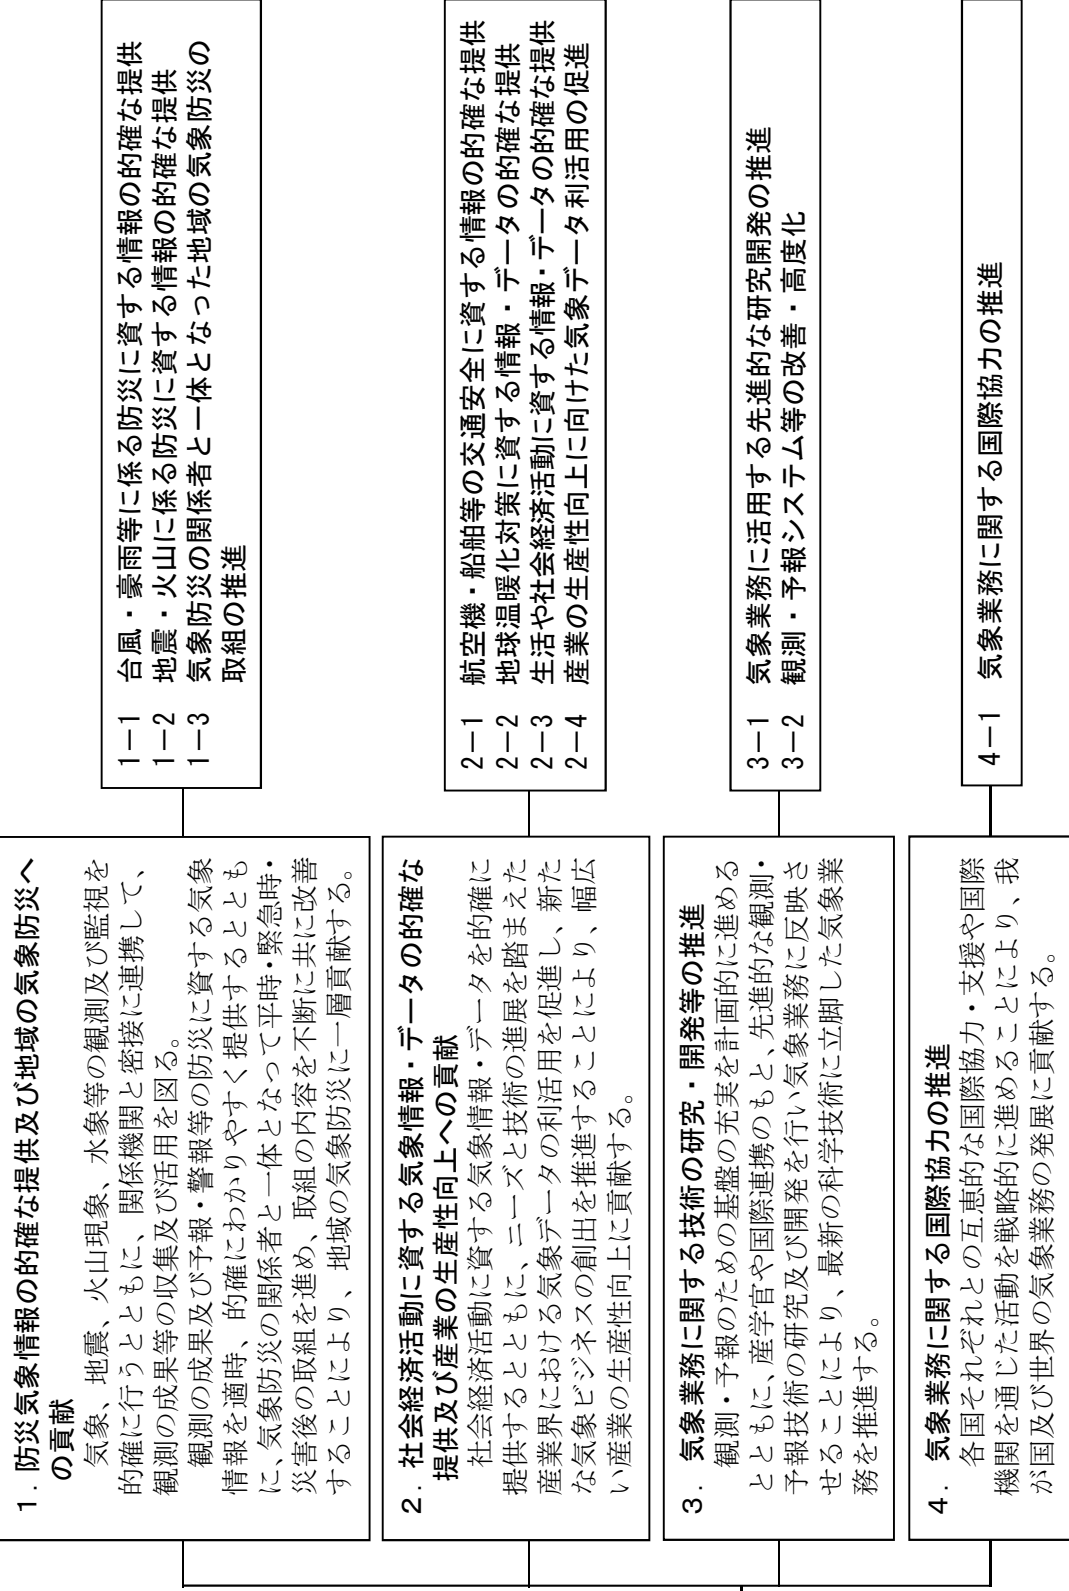 1. 防災気象情報の的確な提供及び地域の気象防災へ
の貢献
気象、地震、火山現象、水象等の観測及び監視を
的確に行うとともに、関係機関と密接に連携して、
観測の成果等の収集及び活用を図る。
観測の成果及び予報・警報等の防災に資する気象
情報を適時、的確にわかりやすく提供するととも
に、気象防災の関係者と一体となって平時・緊急時・
災害後の取組を進め、取組の内容を不断に共に改善
することにより、地域の気象防災に一層貢献する。
1－1 台風・豪雨等に係る防災に資する情報の的確な提供
1－2 地震・火山に係る防災に資する情報の的確な提供
1－3 気象防災の関係者と一体となった地域の気象防災の
取組の推進
2. 社会経済活動に資する気象情報・データの的確な
提供及び産業の生産性向上への貢献
社会経済活動に資する気象情報・データを的確に
提供するとともに、ニーズと技術の進展を踏まえた
産業界における気象データの利活用を促進し、新た
な気象ビジネスの創出を推進することにより、幅広
い産業の生産性向上に貢献する。
2－1 航空機・船舶等の交通安全に資する情報の的確な提供
2－2 地球温暖化対策に資する情報・データの的確な提供
2－3 生活や社会経済活動に資する情報・データの的確な提供
2－4 産業の生産性向上に向けた気象データ利活用の促進
3. 気象業務に関する技術の研究・開発等の推進
観測・予報のための基盤の充実を計画的に進める
とともに、産学官や国際連携のもと、先進的な観測・
予報技術の研究及び開発を行い気象業務に反映さ
せることにより、最新の科学技術に立脚した気象業
務を推進する。
3－1 気象業務に活用する先進的な研究開発の推進
3－2 観測・予報システム等の改善・高度化
4. 気象業務に関する国際協力の推進
各国それぞれとの互恵的な国際協力・支援や国際
機関を通じた活動を戦略的に進めることにより、我
が国及び世界の気象業務の発展に貢献する。
4－1 気象業務に関する国際協力の推進